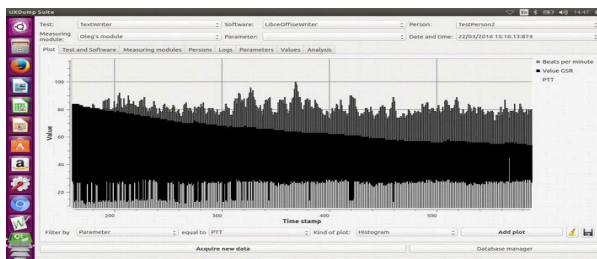 UXDump Suite
En
14:47
Test: TextWriter Software: LibreOffiseWriter Person: TestPerson2
Measuring module: Oleg's module Parameter: Date and time: 22/03/2016 15:16:13:874
Plot Test and Software Measuring modules Persons Logs Parameters Values Analysis
Beats per minute
Value GSR
PTT
Value
100
80
60
40
20
200 300 400 500
Time stamp
Filter by Parameter equal to PTT Kind of plot: Histogram Add plot
Acquire new data Database manager